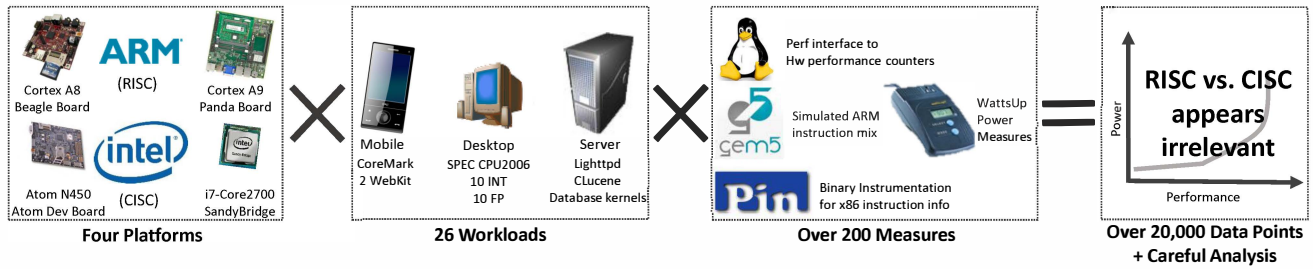 ARM
(RISC)
Cortex A8
Beagle Board
Cortex A9
Panda Board
intel
(CISC)
Atom N450
Atom Dev Board
i7-Core2700
SandyBridge
Four Platforms
Mobile
CoreMark
2 WebKit
Desktop
SPEC CPU2006
10 INT
10 FP
Server
Lighttpd
CLucene
Database kernels
26 Workloads
Perf interface to
Hw performance counters
gem5
Simulated ARM
instruction mix
WattsUp
Power
Measures
Pin
Binary Instrumentation
for x86 instruction info
Over 200 Measures
Power
RISC vs. CISC
appears
irrelevant
Performance
Over 20,000 Data Points
+ Careful Analysis